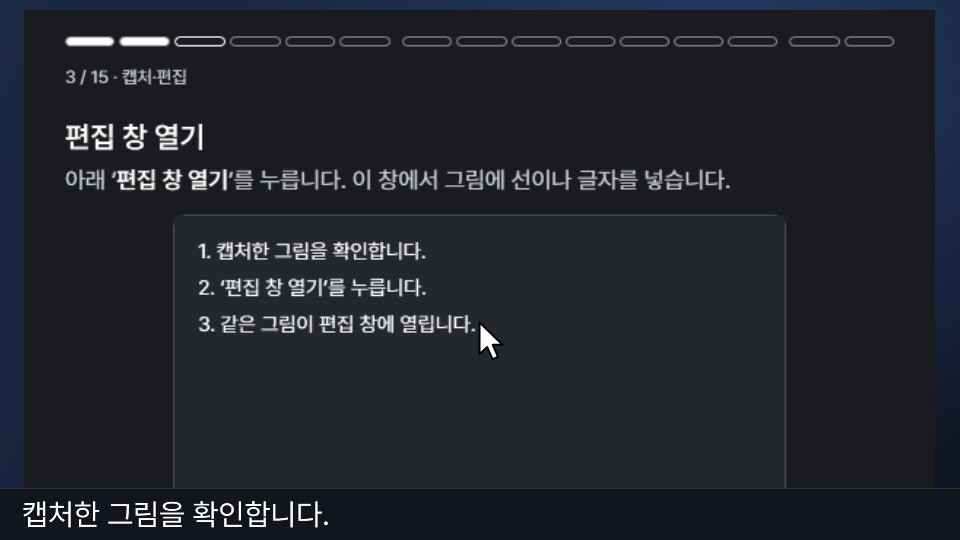 3 / 15 · 캡처·편집
편집 창 열기
아래 ‘편집 창 열기’를 누릅니다. 이 창에서 그림에 선이나 글자를 넣습니다.
1. 캡처한 그림을 확인합니다.
2. ‘편집 창 열기’를 누릅니다.
3. 같은 그림이 편집 창에 열립니다.
캡처한 그림을 확인합니다.